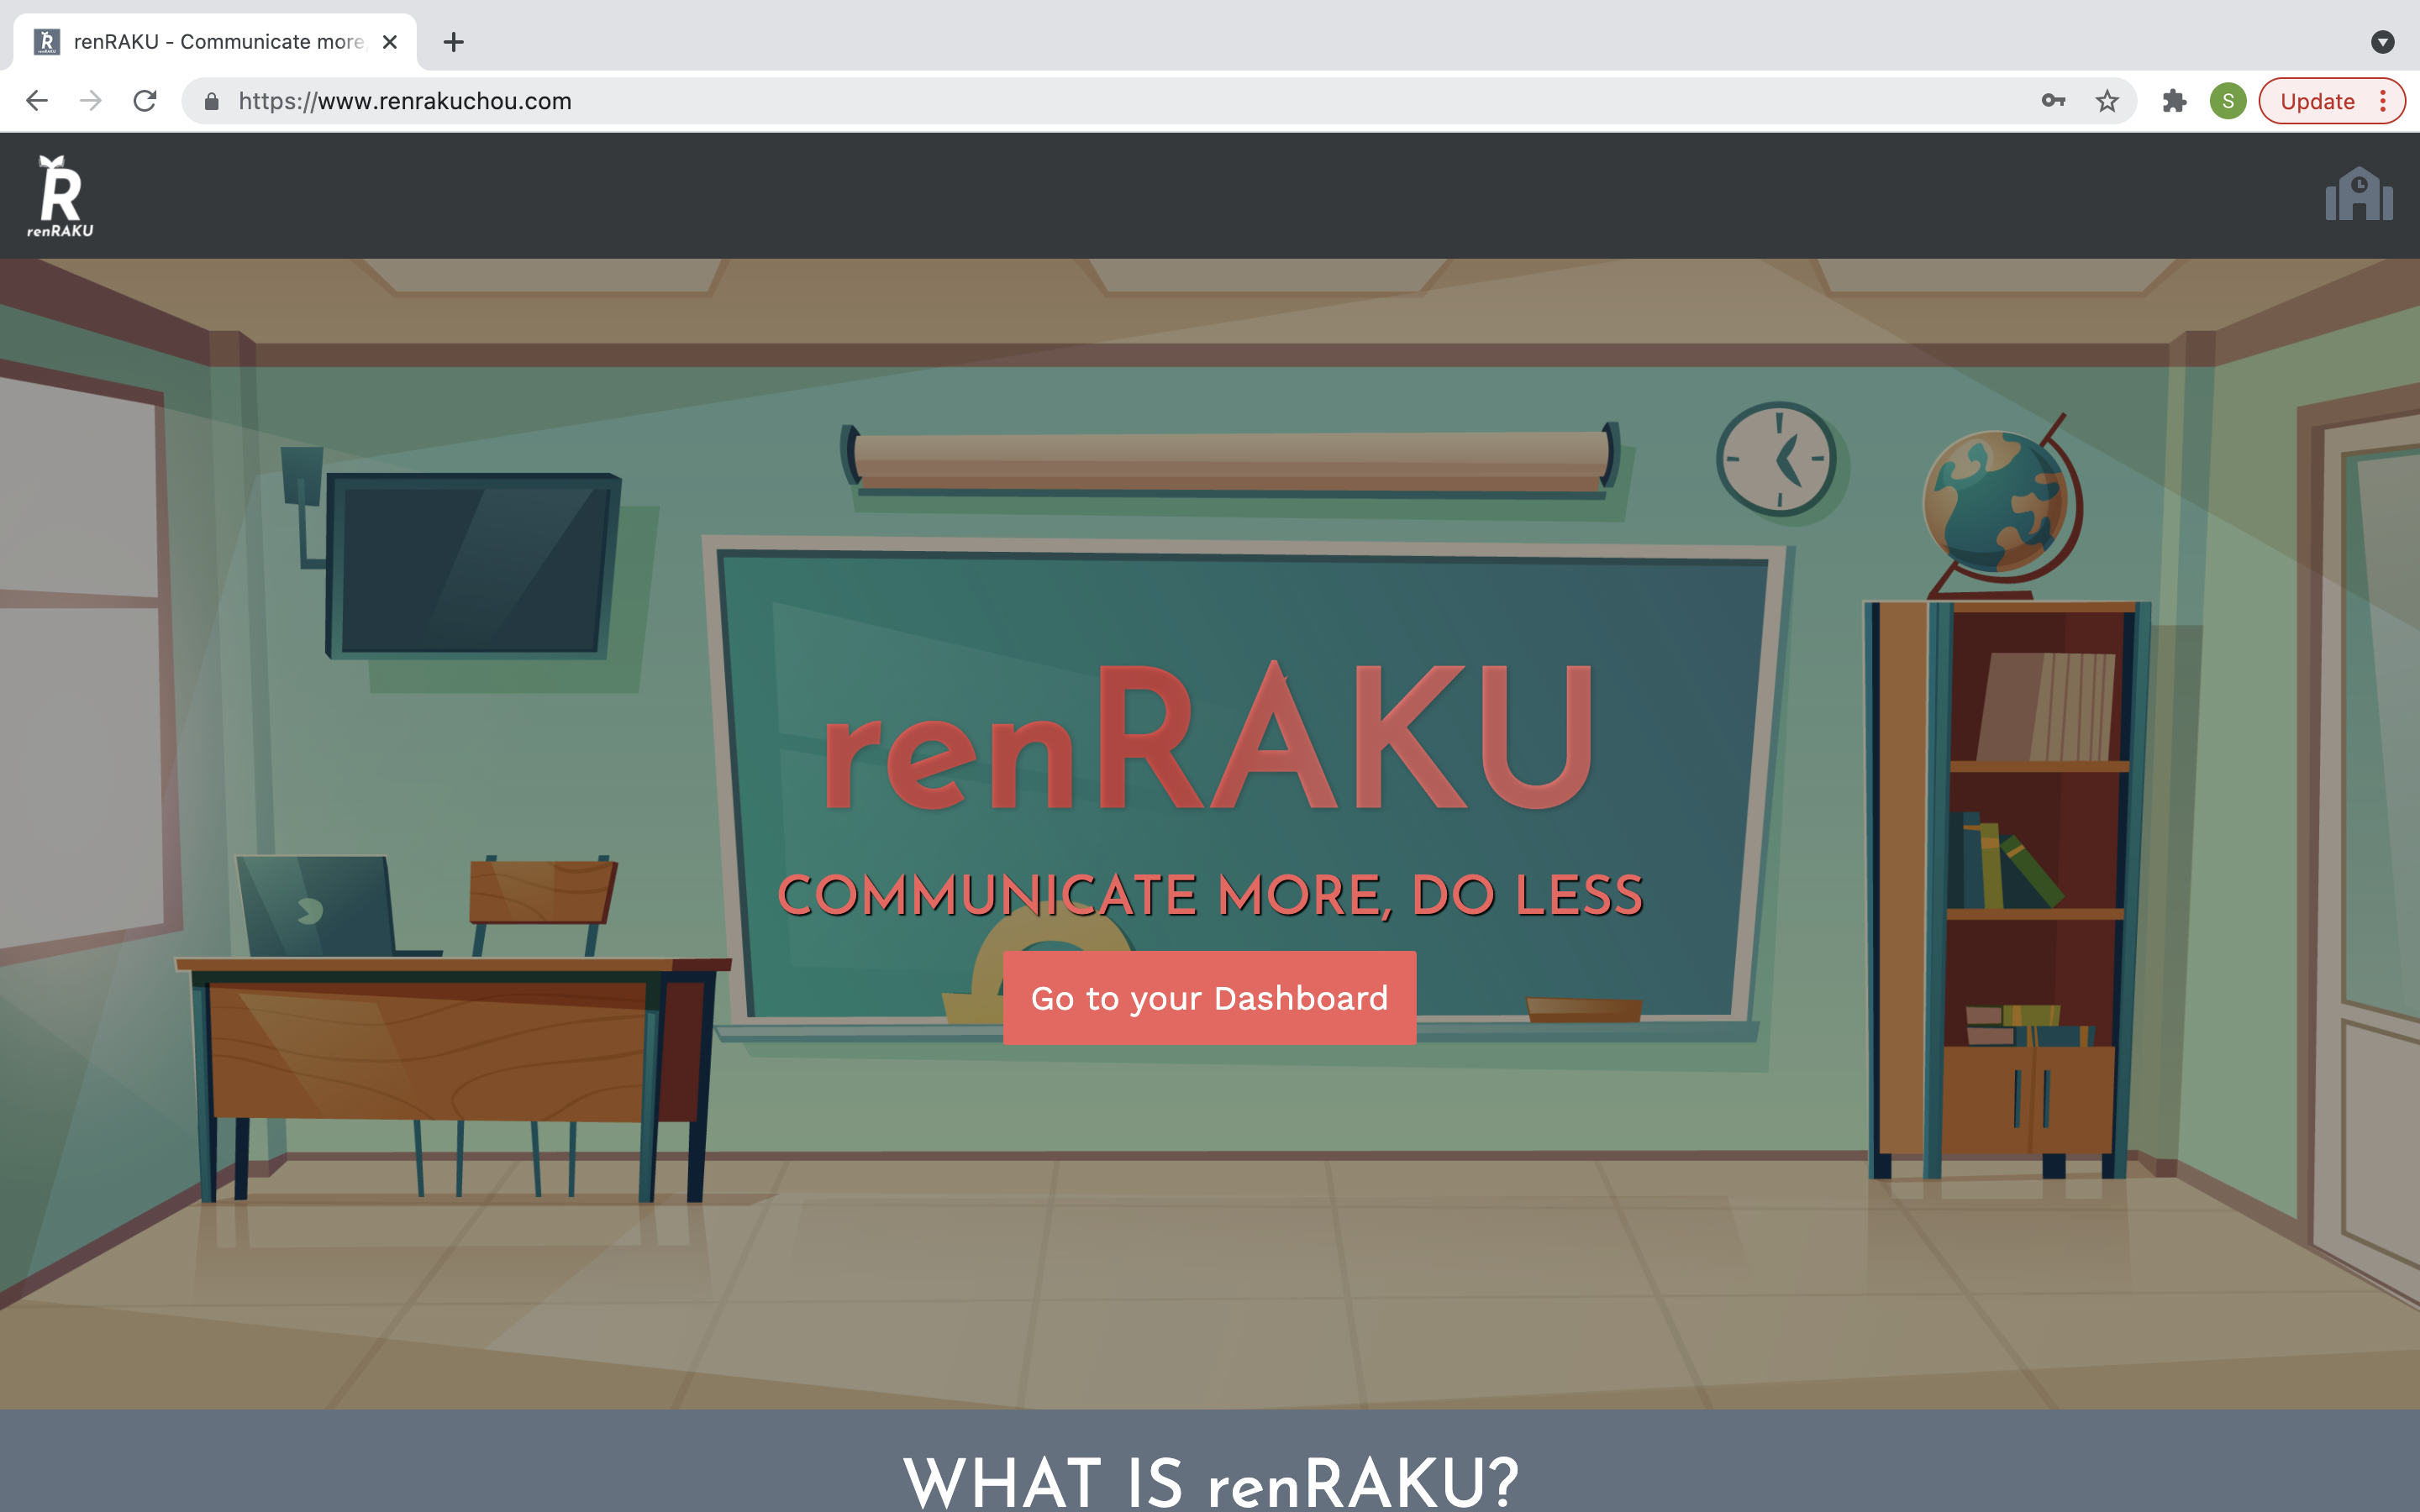 renRAKU - Communicate more,
https://www.renrakuchou.com
S
Update
R
renRAKU
renRAKU
COMMUNICATE MORE, DO LESS
Go to your Dashboard
WHAT IS renRAKU?